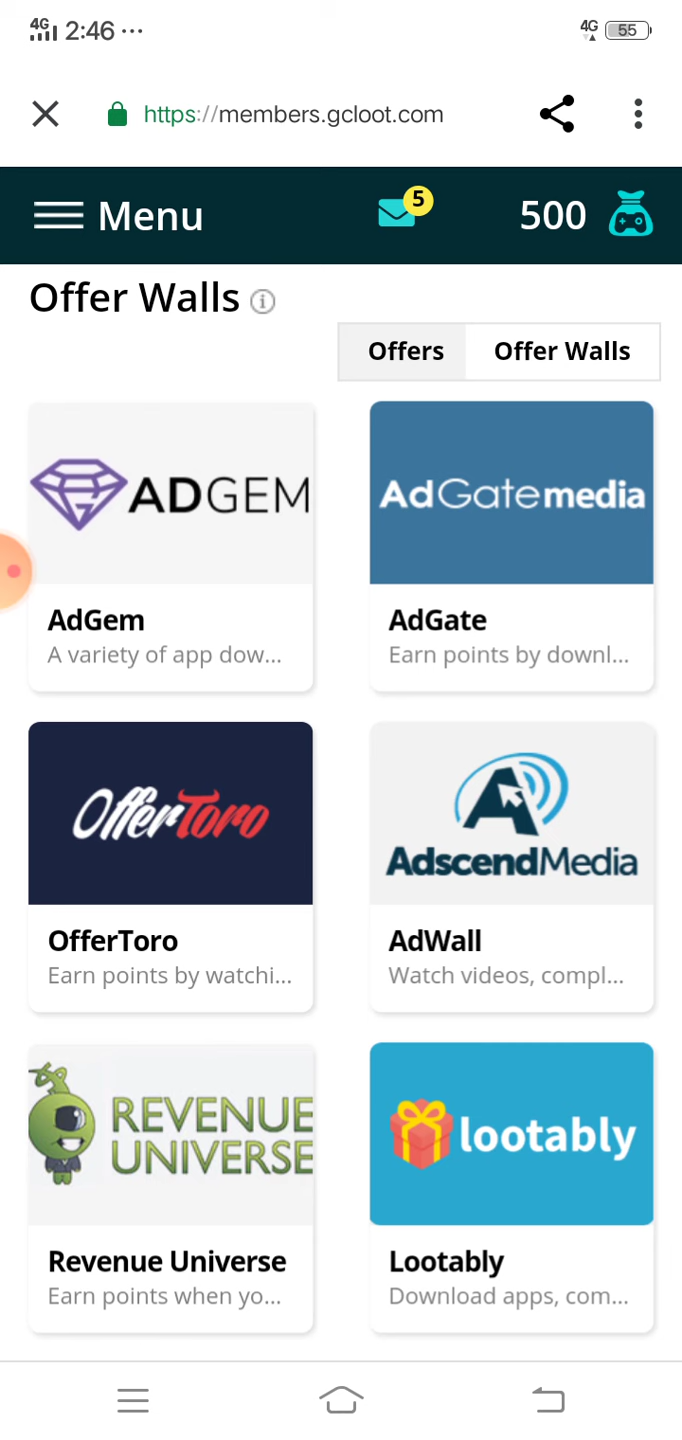 4G 2:46 ···
4G 55
https://members.gcloot.com
Menu
5
500
Offer Walls i
Offers
Offer Walls
ADGEM
AdGatemedia
AdGem
A variety of app dow...
AdGate
Earn points by downl...
OfferToro
AdscendMedia
OfferToro
Earn points by watchi...
AdWall
Watch videos, compl...
REVENUE
UNIVERSE
lootably
Revenue Universe
Earn points when yo...
Lootably
Download apps, com...